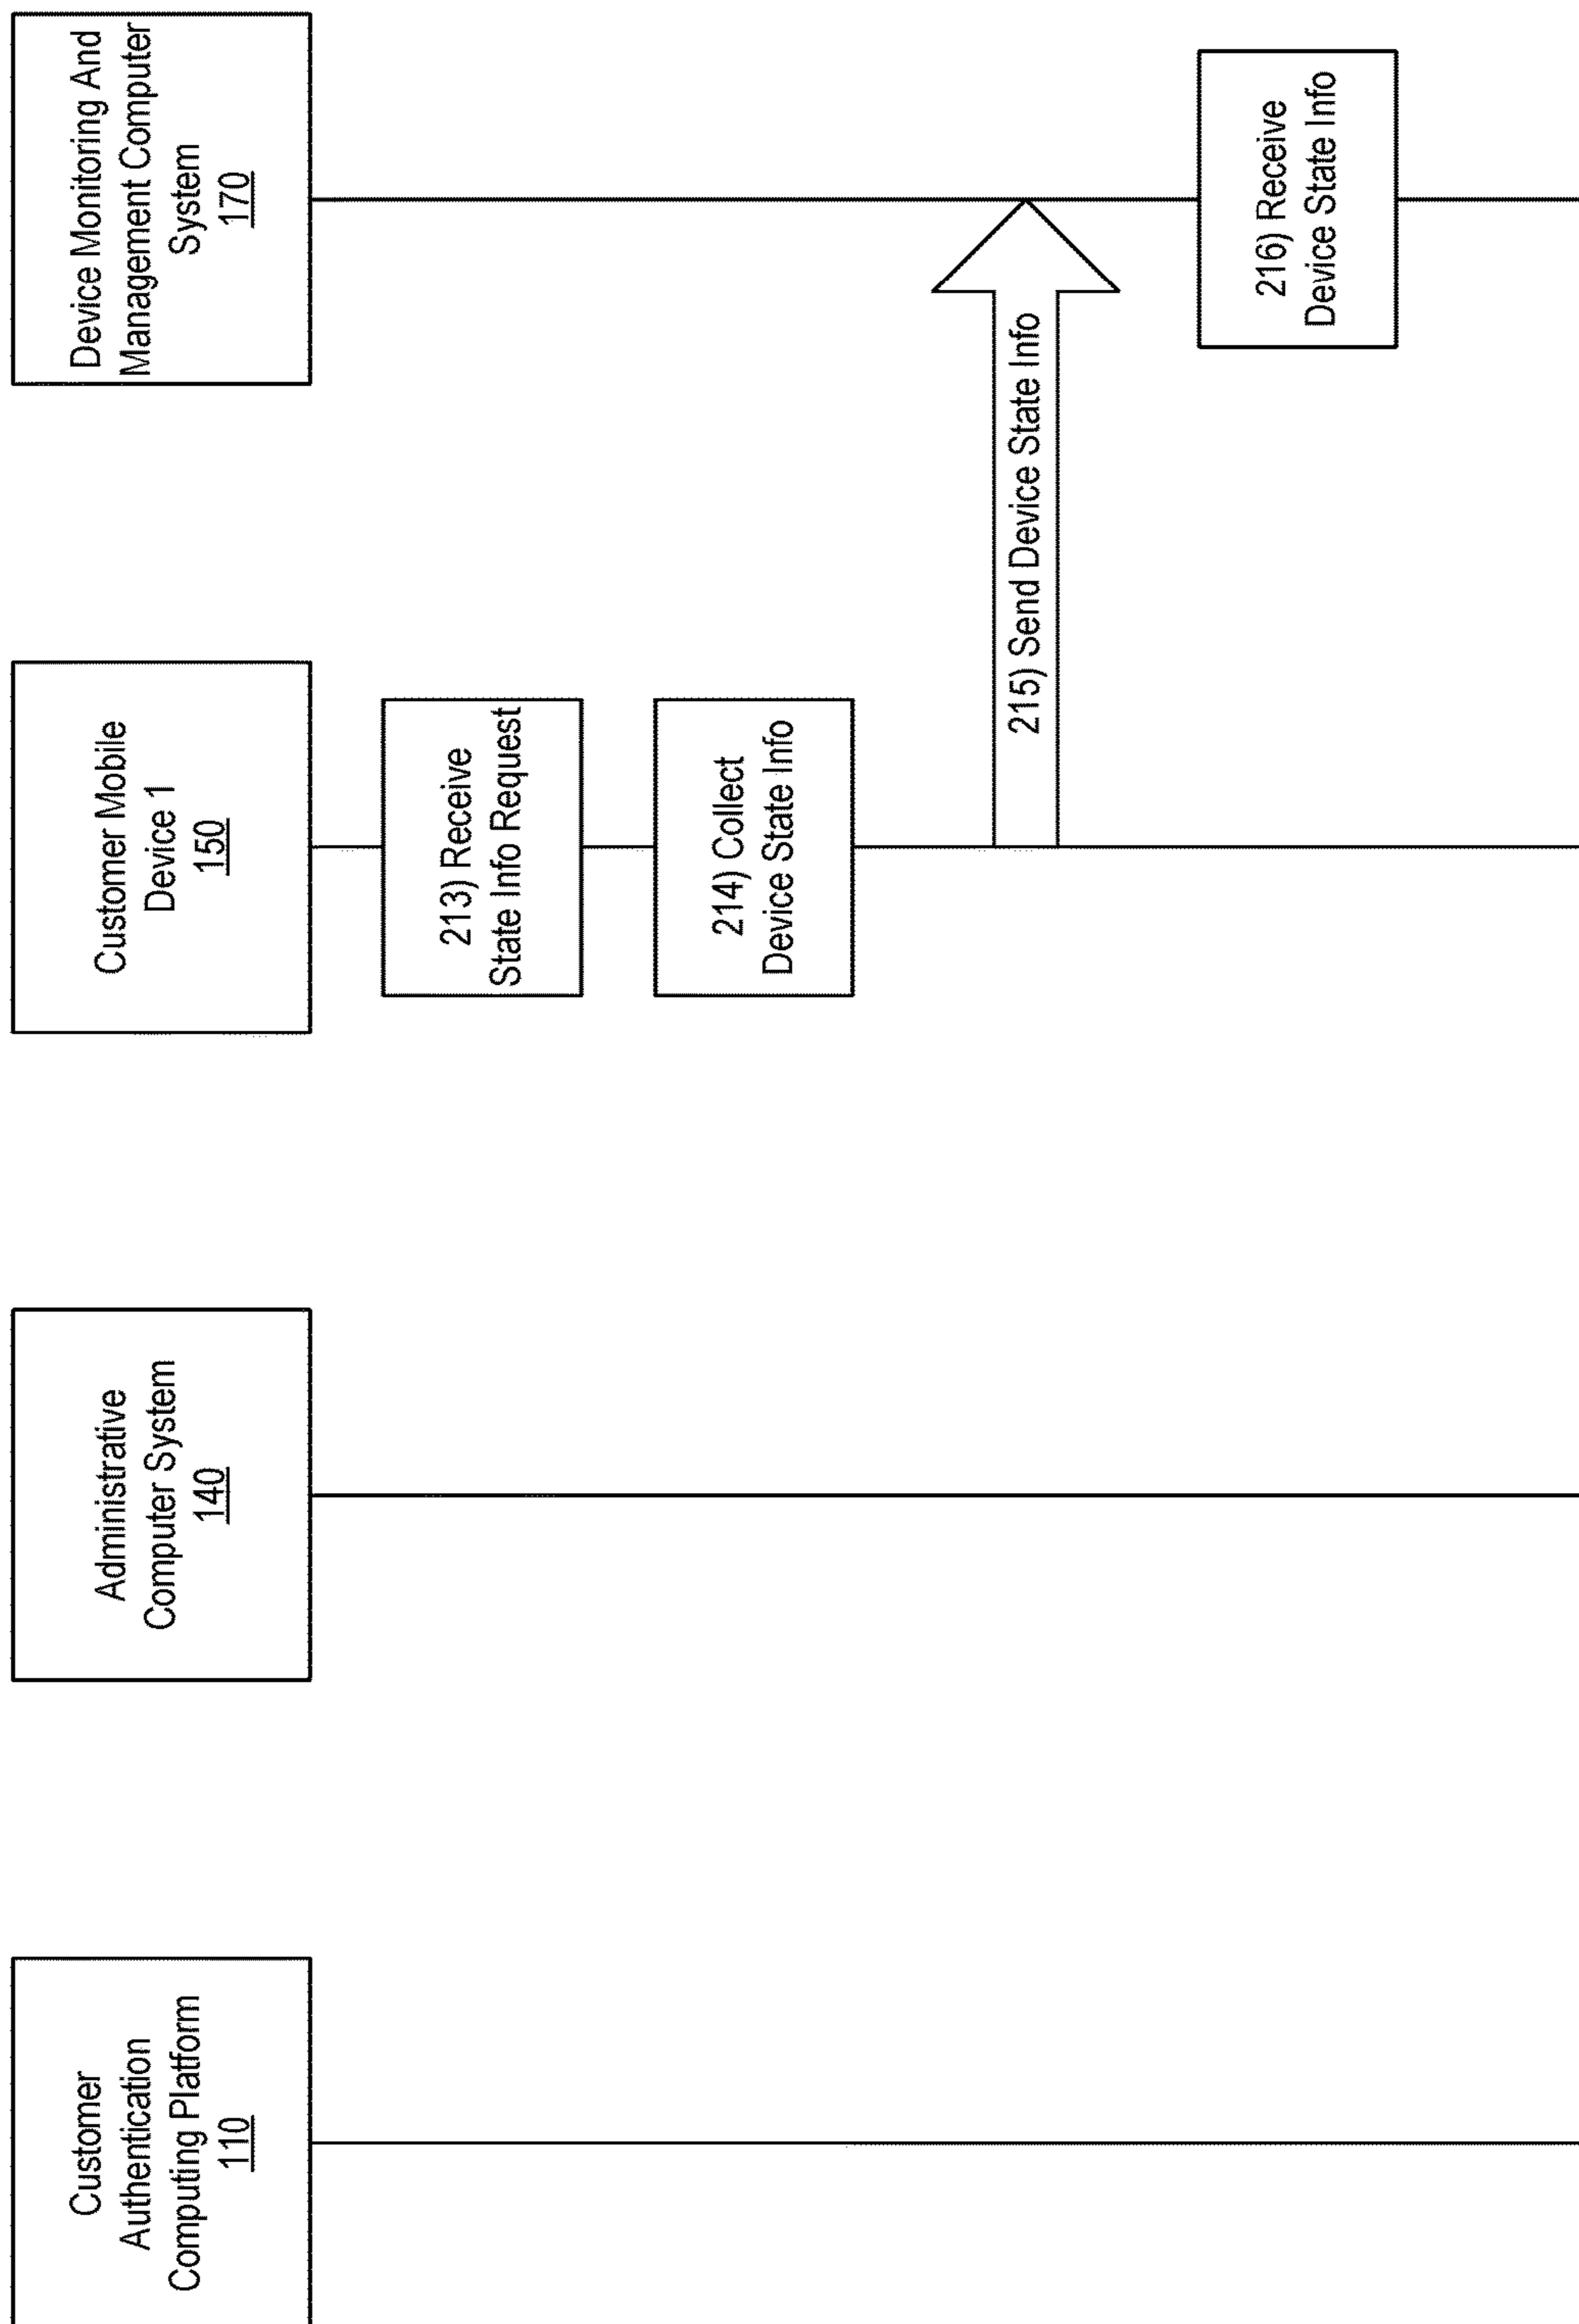 Customer
Authentication
Computing Platform
110
Administrative
Computer System
140
Customer Mobile
Device 1
150
Device Monitoring And
Management Computer
System
170
213) Receive
State Info Request
214) Collect
Device State Info
215) Send Device State Info
216) Receive
Device State Info